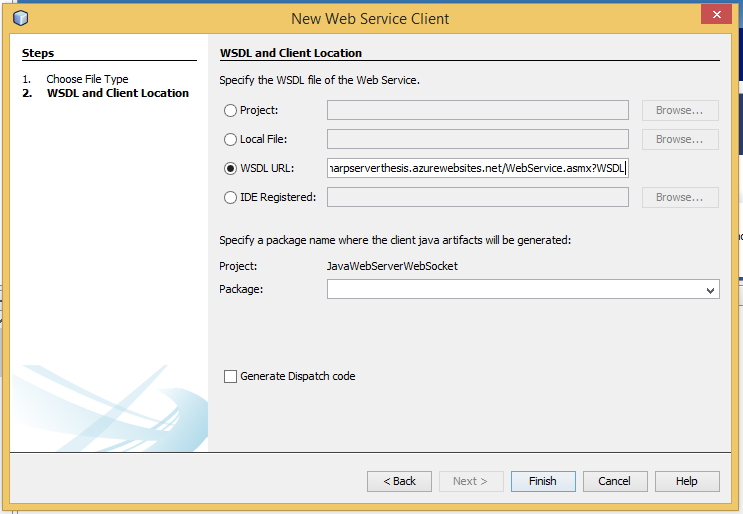 New Web Service Client
Steps
1. Choose File Type
2. WSDL and Client Location
WSDL and Client Location
Specify the WSDL file of the Web Service.
Project:
Browse...
Local File:
Browse...
WSDL URL: harpserverthesis.azurewebsites.net/WebService.asmx?WSDL
IDE Registered:
Browse...
Specify a package name where the client java artifacts will be generated:
Project: JavaWebServerWebSocket
Package:
Generate Dispatch code
< Back
Next >
Finish
Cancel
Help